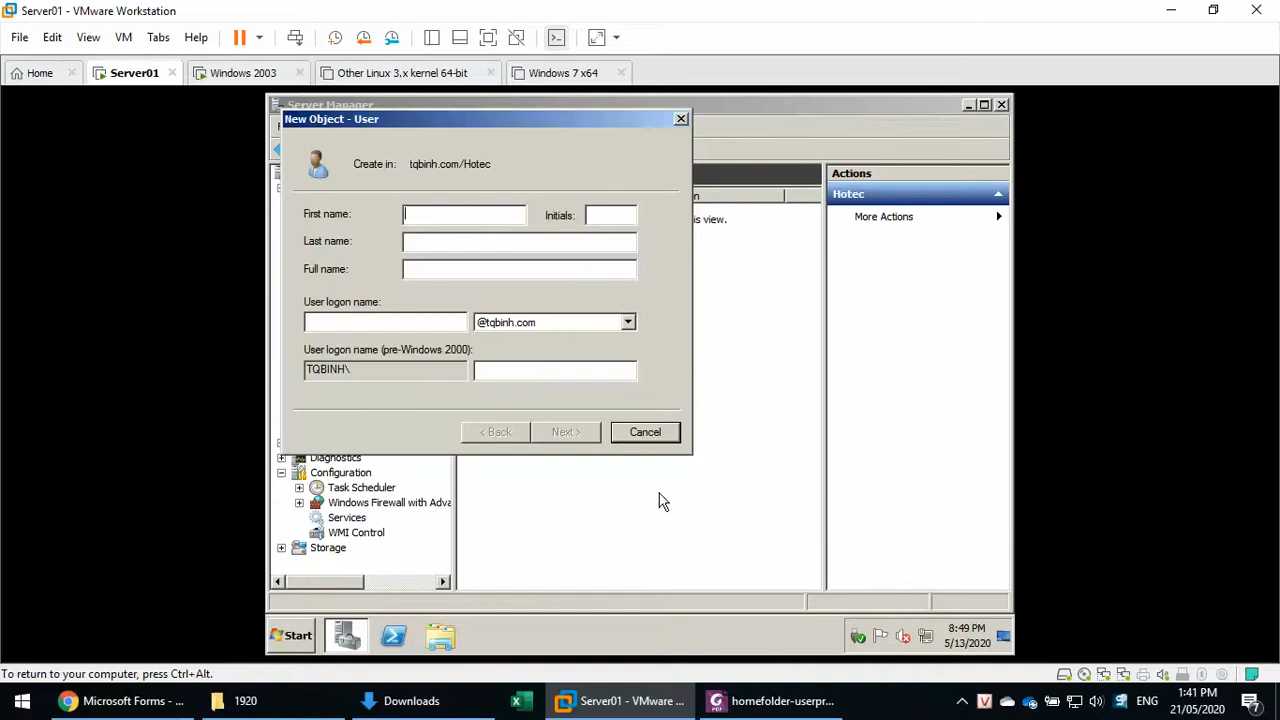 Server01 - VMware Workstation
File Edit View VM Tabs Help
Home Server01 Windows 2003 Other Linux 3.x kernel 64-bit Windows 7 x64
Server Manager
New Object - User
Create in: tqbinh.com/Hotec
First name: Initials:
Last name:
Full name:
User logon name:
@tqbinh.com
User logon name (pre-Windows 2000):
TQBINH\
< Back Next > Cancel
is view.
Actions
Hotec
More Actions
Diagnostics
Configuration
Task Scheduler
Windows Firewall with Adva
Services
WMI Control
Storage
Start
8:49 PM
5/13/2020
To return to your computer, press Ctrl+Alt.
Microsoft Forms - ... 1920 Downloads Server01 - VMware ... homefolder-userpr... ENG
1:41 PM
21/05/2020
7